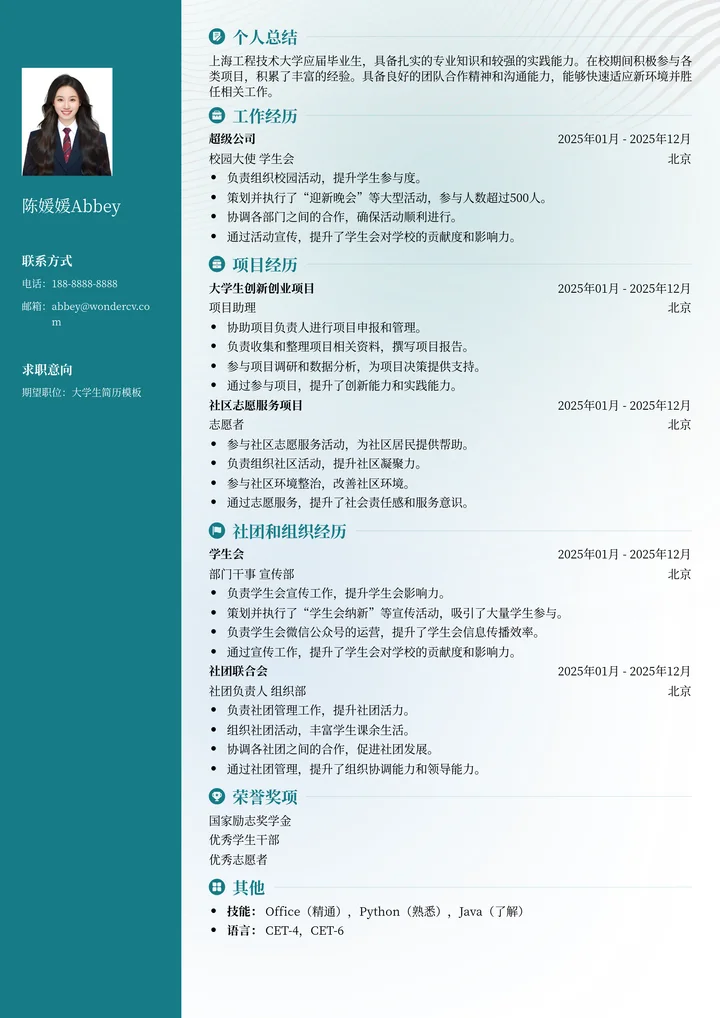 陈媛媛Abbey
联系方式
电话：188-8888-8888
邮箱：abbey@wondercv.co
m
求职意向
期望职位：大学生简历模板
个人总结
上海工程技术大学应届毕业生，具备扎实的专业知识和较强的实践能力。在校期间积极参与各
类项目，积累了丰富的经验。具备良好的团队合作精神和沟通能力，能够快速适应新环境并胜
任相关工作。
工作经历
超级公司 2025年01月 - 2025年12月
校园大使 学生会 北京
• 负责组织校园活动，提升学生参与度。
• 策划并执行了“迎新晚会”等大型活动，参与人数超过500人。
• 协调各部门之间的合作，确保活动顺利进行。
• 通过活动宣传，提升了学生会对学校的贡献度和影响力。
项目经历
大学生创新创业项目 2025年01月 - 2025年12月
项目助理 北京
• 协助项目负责人进行项目申报和管理。
• 负责收集和整理项目相关资料，撰写项目报告。
• 参与项目调研和数据分析，为项目决策提供支持。
• 通过参与项目，提升了创新能力和实践能力。
社区志愿服务项目 2025年01月 - 2025年12月
志愿者 北京
• 参与社区志愿服务活动，为社区居民提供帮助。
• 负责组织社区活动，提升社区凝聚力。
• 参与社区环境整治，改善社区环境。
• 通过志愿服务，提升了社会责任感和服务意识。
社团和组织经历
学生会 2025年01月 - 2025年12月
部门干事 宣传部 北京
• 负责学生会宣传工作，提升学生会影响力。
• 策划并执行了“学生会纳新”等宣传活动，吸引了大量学生参与。
• 负责学生会微信公众号的运营，提升了学生会信息传播效率。
• 通过宣传工作，提升了学生会对学校的贡献度和影响力。
社团联合会 2025年01月 - 2025年12月
社团负责人 组织部 北京
• 负责社团管理工作，提升社团活力。
• 组织社团活动，丰富学生课余生活。
• 协调各社团之间的合作，促进社团发展。
• 通过社团管理，提升了组织协调能力和领导能力。
荣誉奖项
国家励志奖学金
优秀学生干部
优秀志愿者
其他
• 技能： Office（精通），Python（熟悉），Java（了解）
• 语言： CET-4，CET-6